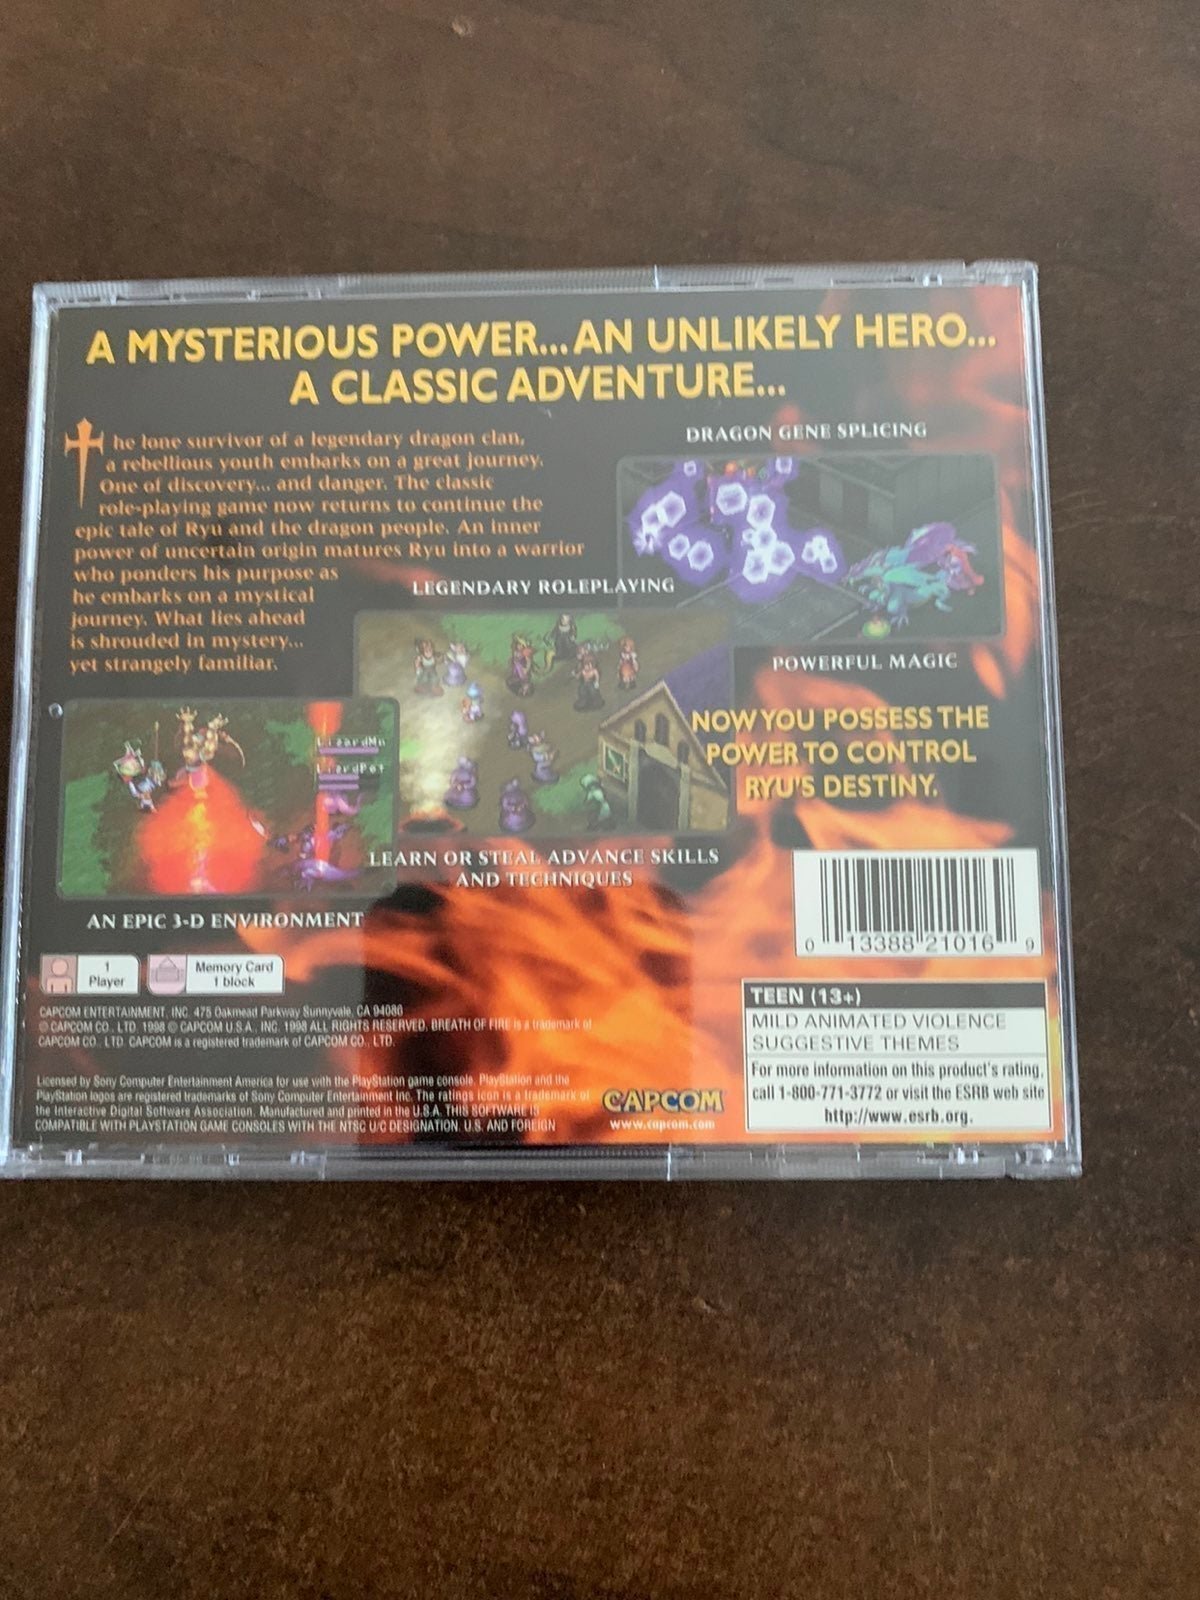 A MYSTERIOUS POWER...AN UNLIKELY HERO...
A CLASSIC ADVENTURE...
The lone survivor of a legendary dragon clan,
a rebellious youth embarks on a great journey.
One of discovery... and danger. The classic
role-playing game now returns to continue the
epic tale of Ryu and the dragon people. An inner
power of uncertain origin matures Ryu into a warrior
who ponders his purpose as
he embarks on a mystical
journey. What lies ahead
is shrouded in mystery...
yet strangely familiar.
DRAGON GENE SPLICING
LEGENDARY ROLEPLAYING
POWERFUL MAGIC
NOW YOU POSSESS THE
POWER TO CONTROL
RYU'S DESTINY.
LizardMn
LizardPet
LEARN OR STEAL ADVANCE SKILLS
AND TECHNIQUES
AN EPIC 3-D ENVIRONMENT
0 13388 21016 9
1
Player
Memory Card
1 block
CAPCOM ENTERTAINMENT, INC. 475 Oakmead Parkway Sunnyvale, CA 94086
© CAPCOM CO., LTD. 1998 © CAPCOM U.S.A., INC. 1998 ALL RIGHTS RESERVED. BREATH OF FIRE is a trademark of
CAPCOM CO., LTD. CAPCOM is a registered trademark of CAPCOM CO., LTD.
Licensed by Sony Computer Entertainment America for use with the PlayStation game console. PlayStation and the
PlayStation logos are registered trademarks of Sony Computer Entertainment Inc. The ratings icon is a trademark of
the Interactive Digital Software Association. Manufactured and printed in the U.S.A. THIS SOFTWARE IS
COMPATIBLE WITH PLAYSTATION GAME CONSOLES WITH THE NTSC U/C DESIGNATION. U.S. AND FOREIGN
CAPCOM
www.capcom.com
TEEN (13+)
MILD ANIMATED VIOLENCE
SUGGESTIVE THEMES
For more information on this product's rating,
call 1-800-771-3772 or visit the ESRB web site
http://www.esrb.org.